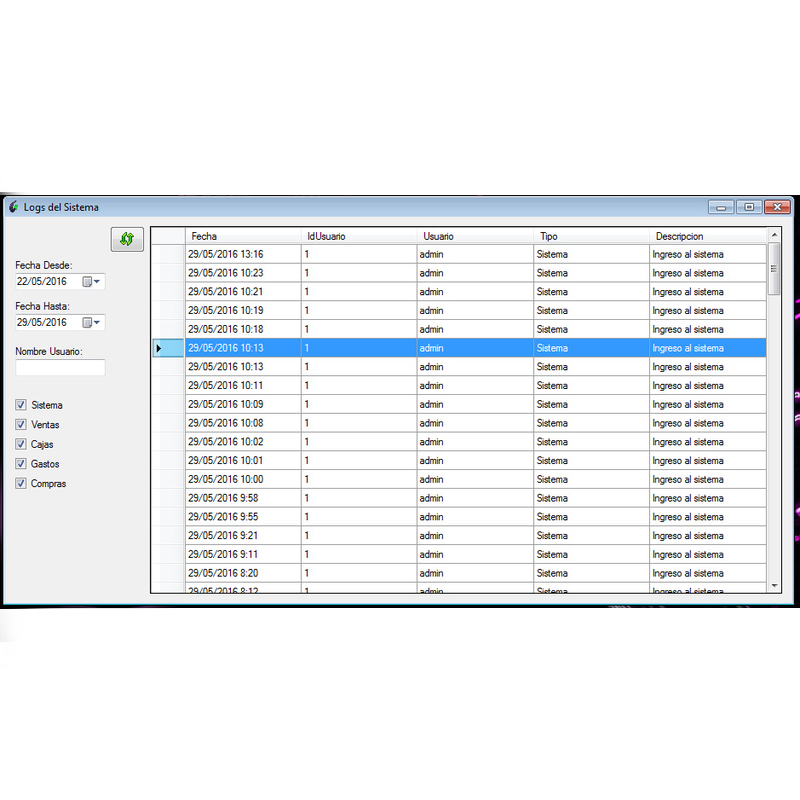 Logs del Sistema
Fecha Desde:
22/05/2016
Fecha Hasta:
29/05/2016
Nombre Usuario:
Sistema
Ventas
Cajas
Gastos
Compras
Fecha IdUsuario Usuario Tipo Descripcion
29/05/2016 13:16 1 admin Sistema Ingreso al sistema
29/05/2016 10:23 1 admin Sistema Ingreso al sistema
29/05/2016 10:21 1 admin Sistema Ingreso al sistema
29/05/2016 10:19 1 admin Sistema Ingreso al sistema
29/05/2016 10:18 1 admin Sistema Ingreso al sistema
29/05/2016 10:13 1 admin Sistema Ingreso al sistema
29/05/2016 10:13 1 admin Sistema Ingreso al sistema
29/05/2016 10:11 1 admin Sistema Ingreso al sistema
29/05/2016 10:09 1 admin Sistema Ingreso al sistema
29/05/2016 10:08 1 admin Sistema Ingreso al sistema
29/05/2016 10:02 1 admin Sistema Ingreso al sistema
29/05/2016 10:01 1 admin Sistema Ingreso al sistema
29/05/2016 10:00 1 admin Sistema Ingreso al sistema
29/05/2016 9:58 1 admin Sistema Ingreso al sistema
29/05/2016 9:55 1 admin Sistema Ingreso al sistema
29/05/2016 9:21 1 admin Sistema Ingreso al sistema
29/05/2016 9:11 1 admin Sistema Ingreso al sistema
29/05/2016 8:20 1 admin Sistema Ingreso al sistema
29/05/2016 8:12 1 admin Sistema Ingreso al sistema